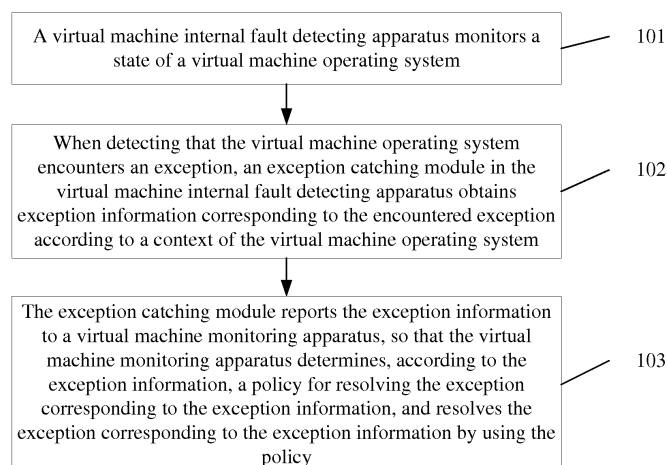 A virtual machine internal fault detecting apparatus monitors a
state of a virtual machine operating system
101
When detecting that the virtual machine operating system
encounters an exception, an exception catching module in the
virtual machine internal fault detecting apparatus obtains
exception information corresponding to the encountered exception
according to a context of the virtual machine operating system
102
The exception catching module reports the exception information
to a virtual machine monitoring apparatus, so that the virtual
machine monitoring apparatus determines, according to the
exception information, a policy for resolving the exception
corresponding to the exception information, and resolves the
exception corresponding to the exception information by using the
policy
103